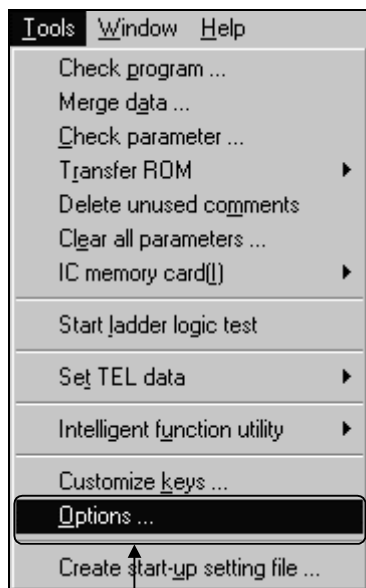 Tools Window Help
Check program ...
Merge data ...
Check parameter ...
Transfer ROM
Delete unused comments
Clear all parameters ...
IC memory card(I)
Start ladder logic test
Set TEL data
Intelligent function utility
Customize keys ...
Options ...
Create start-up setting file ...